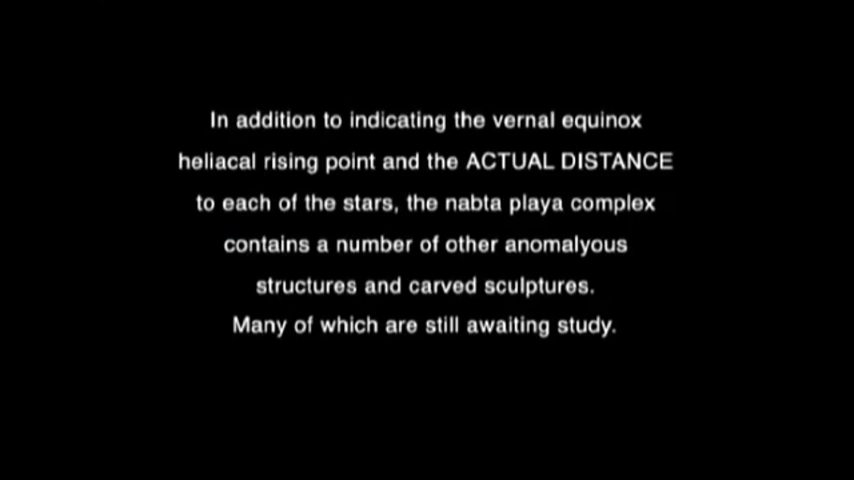 In addition to indicating the vernal equinox
heliacal rising point and the ACTUAL DISTANCE
to each of the stars, the nabta playa complex
contains a number of other anomalyous
structures and carved sculptures.
Many of which are still awaiting study.